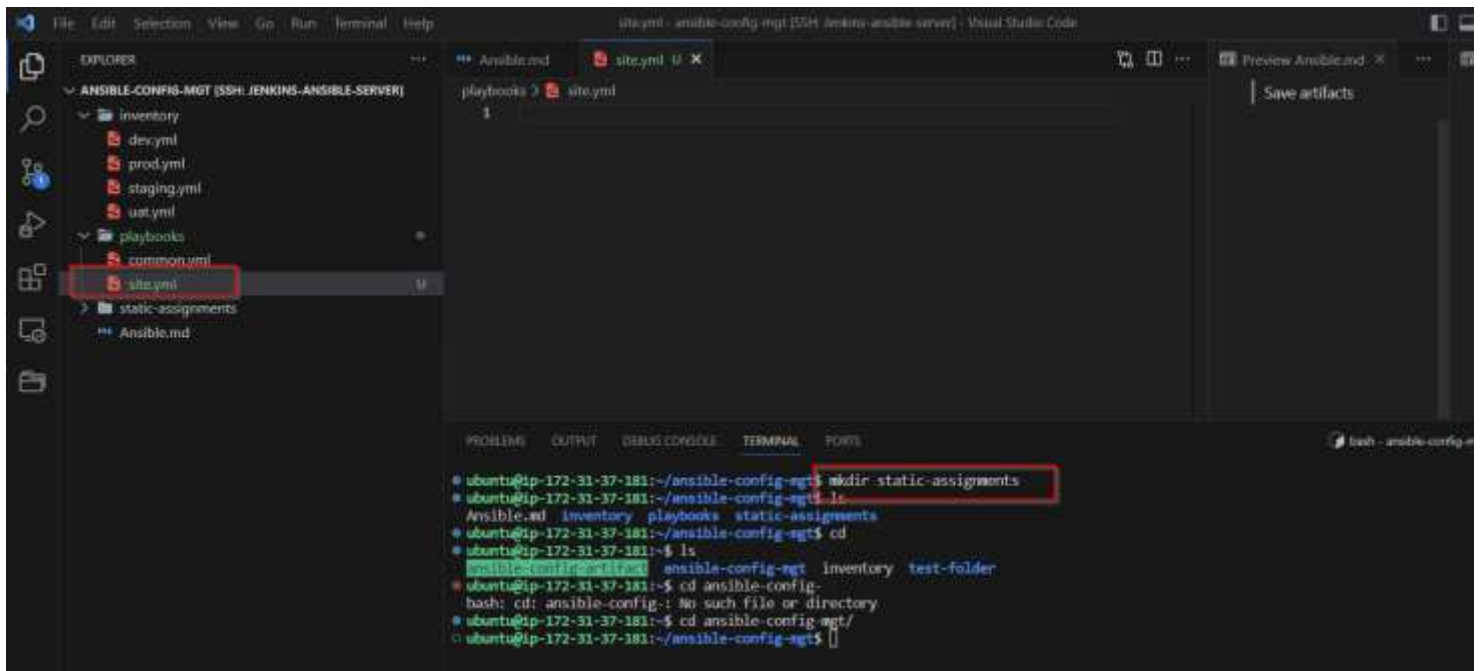 File Edit Selection View Go Run Terminal Help
site.yml - ansible-config-mgt [SSH: Jenkins-ansible server] - Visual Studio Code
EXPLORER
ANSIBLE-CONFIG-MGT [SSH: JENKINS-ANSIBLE-SERVER]
inventory
dev.yml
prod.yml
staging.yml
uat.yml
playbooks
common.yml
site.yml U
static-assignments
Ansible.md
Ansible.md site.yml U
playbooks > site.yml
1
Preview Ansible.md
Save artifacts
PROBLEMS OUTPUT DEBUG CONSOLE TERMINAL PORTS
bash - ansible-config-m
ubuntu@ip-172-31-37-181:~/ansible-config-mgt$ mkdir static-assignments
ubuntu@ip-172-31-37-181:~/ansible-config-mgt$ ls
Ansible.md inventory playbooks static-assignments
ubuntu@ip-172-31-37-181:~/ansible-config-mgt$ cd
ubuntu@ip-172-31-37-181:~$ ls
ansible-config-artifact ansible-config-mgt inventory test-folder
ubuntu@ip-172-31-37-181:~$ cd ansible-config-
bash: cd: ansible-config-: No such file or directory
ubuntu@ip-172-31-37-181:~$ cd ansible-config-mgt/
ubuntu@ip-172-31-37-181:~/ansible-config-mgt$